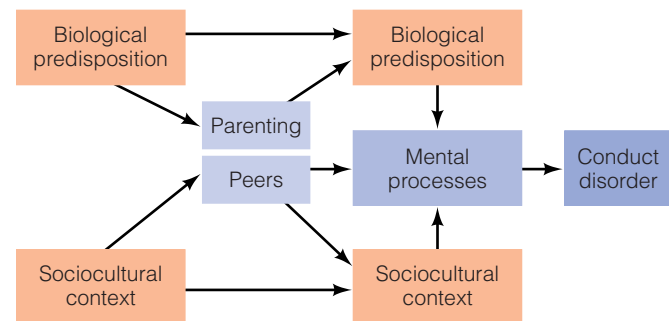 Biological
predisposition
Biological
predisposition
Parenting
Peers
Mental
processes
Conduct
disorder
Sociocultural
context
Sociocultural
context